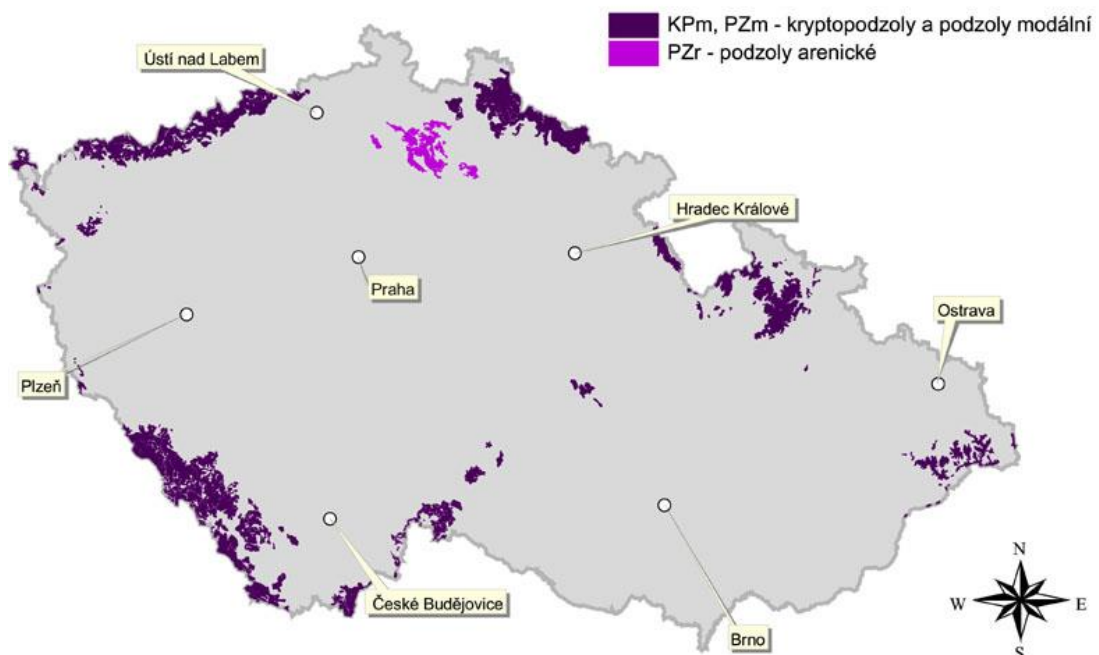 KPm, PZm - kryptopodzoly a podzoly modální
PZr - podzoly arenické
Ústí nad Labem
Hradec Králové
Praha
Ostrava
Plzeň
České Budějovice
Brno
N
W E
S